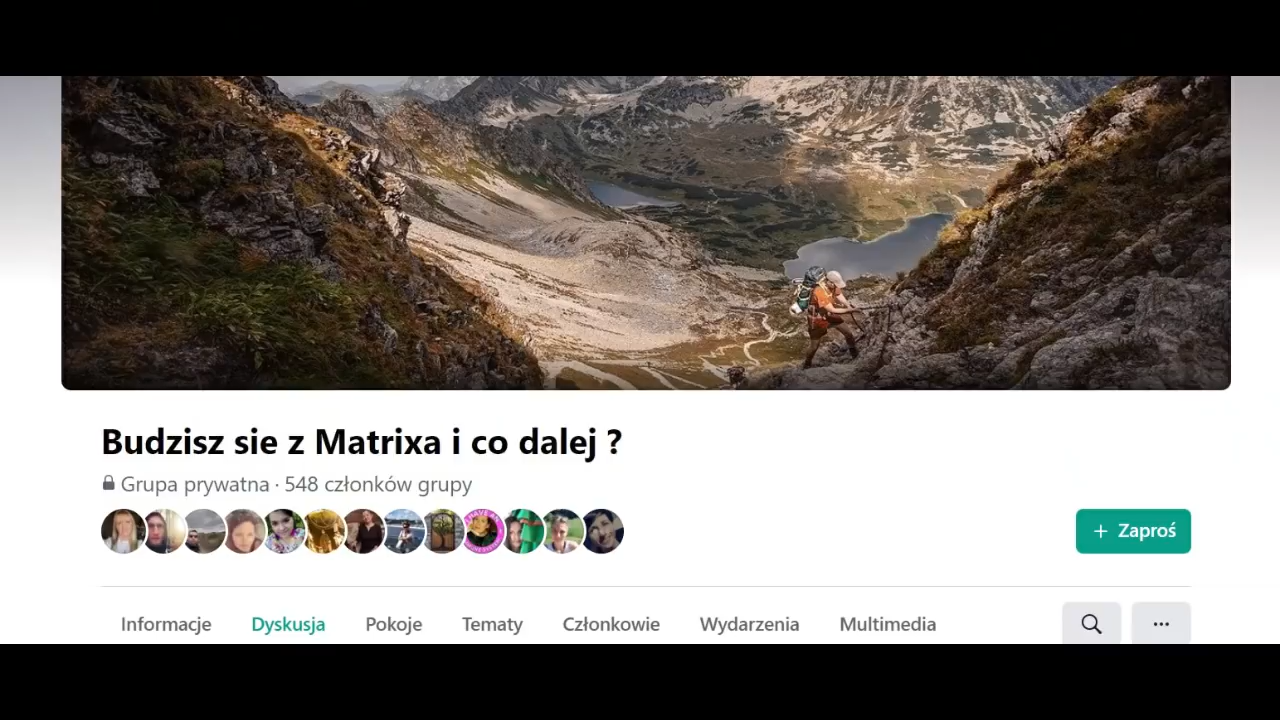 Budzisz sie z Matrixa i co dalej ?
Grupa prywatna · 548 członków grupy
+ Zaproś
Informacje Dyskusja Pokoje Tematy Członkowie Wydarzenia Multimedia